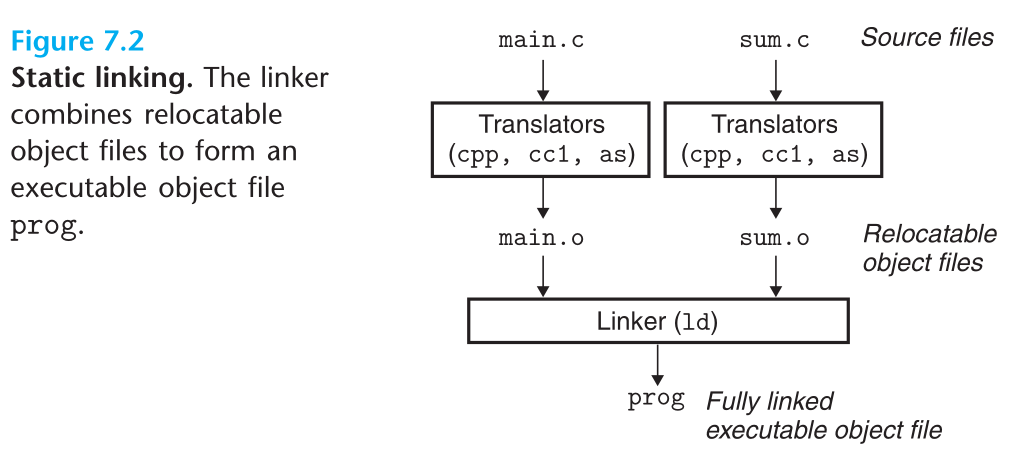 Figure 7.2
Static linking. The linker
combines relocatable
object files to form an
executable object file
prog.
main.c sum.c Source files
Translators Translators
(cpp, cc1, as) (cpp, cc1, as)
main.o sum.o Relocatable
object files
Linker (ld)
prog Fully linked
executable object file